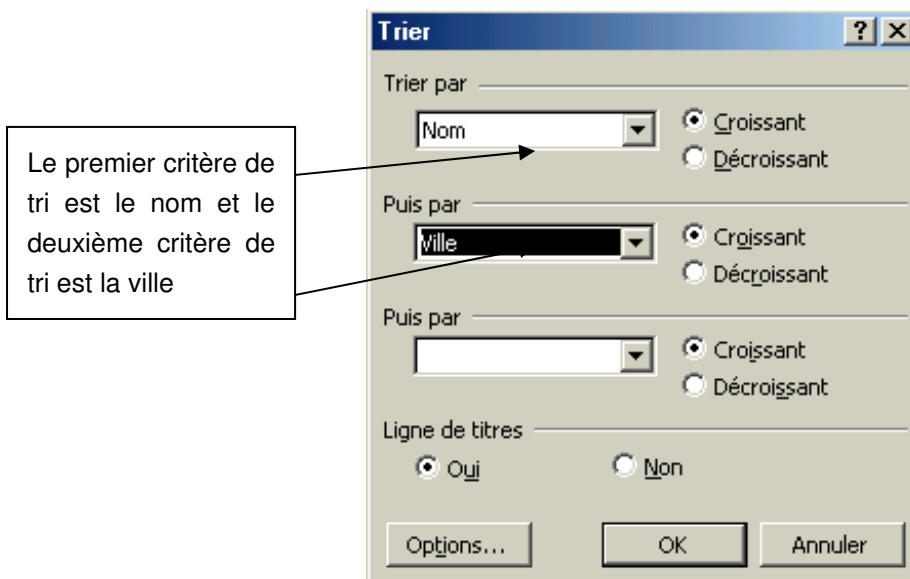 Trier
Trier par
Nom
Croissant
Décroissant
Le premier critère de
tri est le nom et le
deuxième critère de
tri est la ville
Puis par
Ville
Croissant
Décroissant
Puis par
Croissant
Décroissant
Ligne de titres
Oui
Non
Options...
OK
Annuler